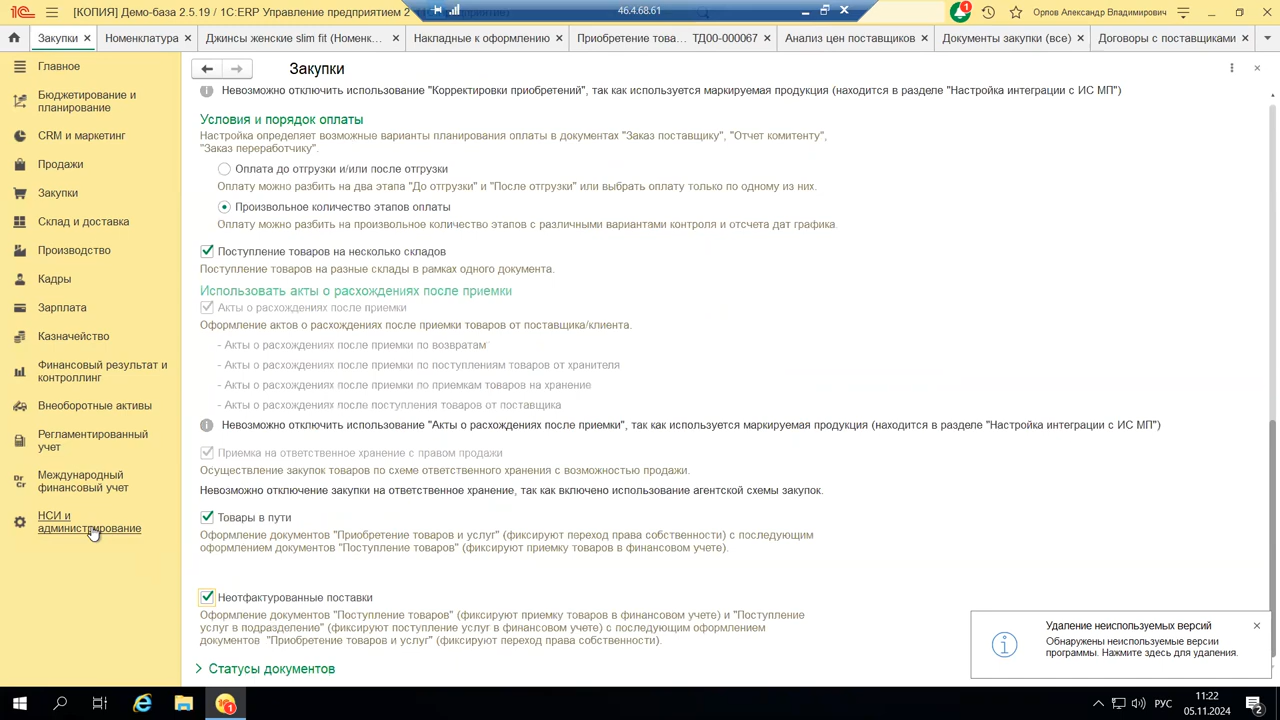 [КОПИЯ] Демо-база 2.5.19 / 1С:ERP Управление предприятием 2
46.4.68.61
Орлов Александр Владимирович
Закупки
Номенклатура
Джинсы женские slim fit (Номенк...
Накладные к оформлению
Приобретение това... ТД00-000067
Анализ цен поставщиков
Документы закупки (все)
Договоры с поставщиками
Главное
Бюджетирование и
планирование
CRM и маркетинг
Продажи
Закупки
Склад и доставка
Производство
Кадры
Зарплата
Казначейство
Финансовый результат и
контроллинг
Внеоборотные активы
Регламентированный
учет
Международный
финансовый учет
НСИ и
администрирование
Закупки
Невозможно отключить использование "Корректировки приобретений", так как используется маркируемая продукция (находится в разделе "Настройка интеграции с ИС МП")
Условия и порядок оплаты
Настройка определяет возможные варианты планирования оплаты в документах "Заказ поставщику", "Отчет комитенту",
"Заказ переработчику".
Оплата до отгрузки и/или после отгрузки
Оплату можно разбить на два этапа "До отгрузки" и "После отгрузки" или выбрать оплату только по одному из них.
Произвольное количество этапов оплаты
Оплату можно разбить на произвольное количество этапов с различными вариантами контроля и отсчета дат графика.
Поступление товаров на несколько складов
Поступление товаров на разные склады в рамках одного документа.
Использовать акты о расхождениях после приемки
Акты о расхождениях после приемки
Оформление актов о расхождениях после приемки товаров от поставщика/клиента.
- Акты о расхождениях после приемки по возвратам
- Акты о расхождениях после приемки по поступлениям товаров от хранителя
- Акты о расхождениях после приемки по приемкам товаров на хранение
- Акты о расхождениях после поступления товаров от поставщика
Невозможно отключить использование "Акты о расхождениях после приемки", так как используется маркируемая продукция (находится в разделе "Настройка интеграции с ИС МП")
Приемка на ответственное хранение с правом продажи
Осуществление закупок товаров по схеме ответственного хранения с возможностью продажи.
Невозможно отключение закупки на ответственное хранение, так как включено использование агентской схемы закупок.
Товары в пути
Оформление документов "Приобретение товаров и услуг" (фиксируют переход права собственности) с последующим
оформлением документов "Поступление товаров" (фиксируют приемку товаров в финансовом учете).
Неотфактурованные поставки
Оформление документов "Поступление товаров" (фиксируют приемку товаров в финансовом учете) и "Поступление
услуг в подразделение" (фиксируют поступление услуг в финансовом учете) с последующим оформлением
документов "Приобретение товаров и услуг" (фиксируют переход права собственности).
Статусы документов
Удаление неиспользуемых версий
Обнаружены неиспользуемые версии
программы. Нажмите здесь для удаления.
РУС
11:22
05.11.2024
2